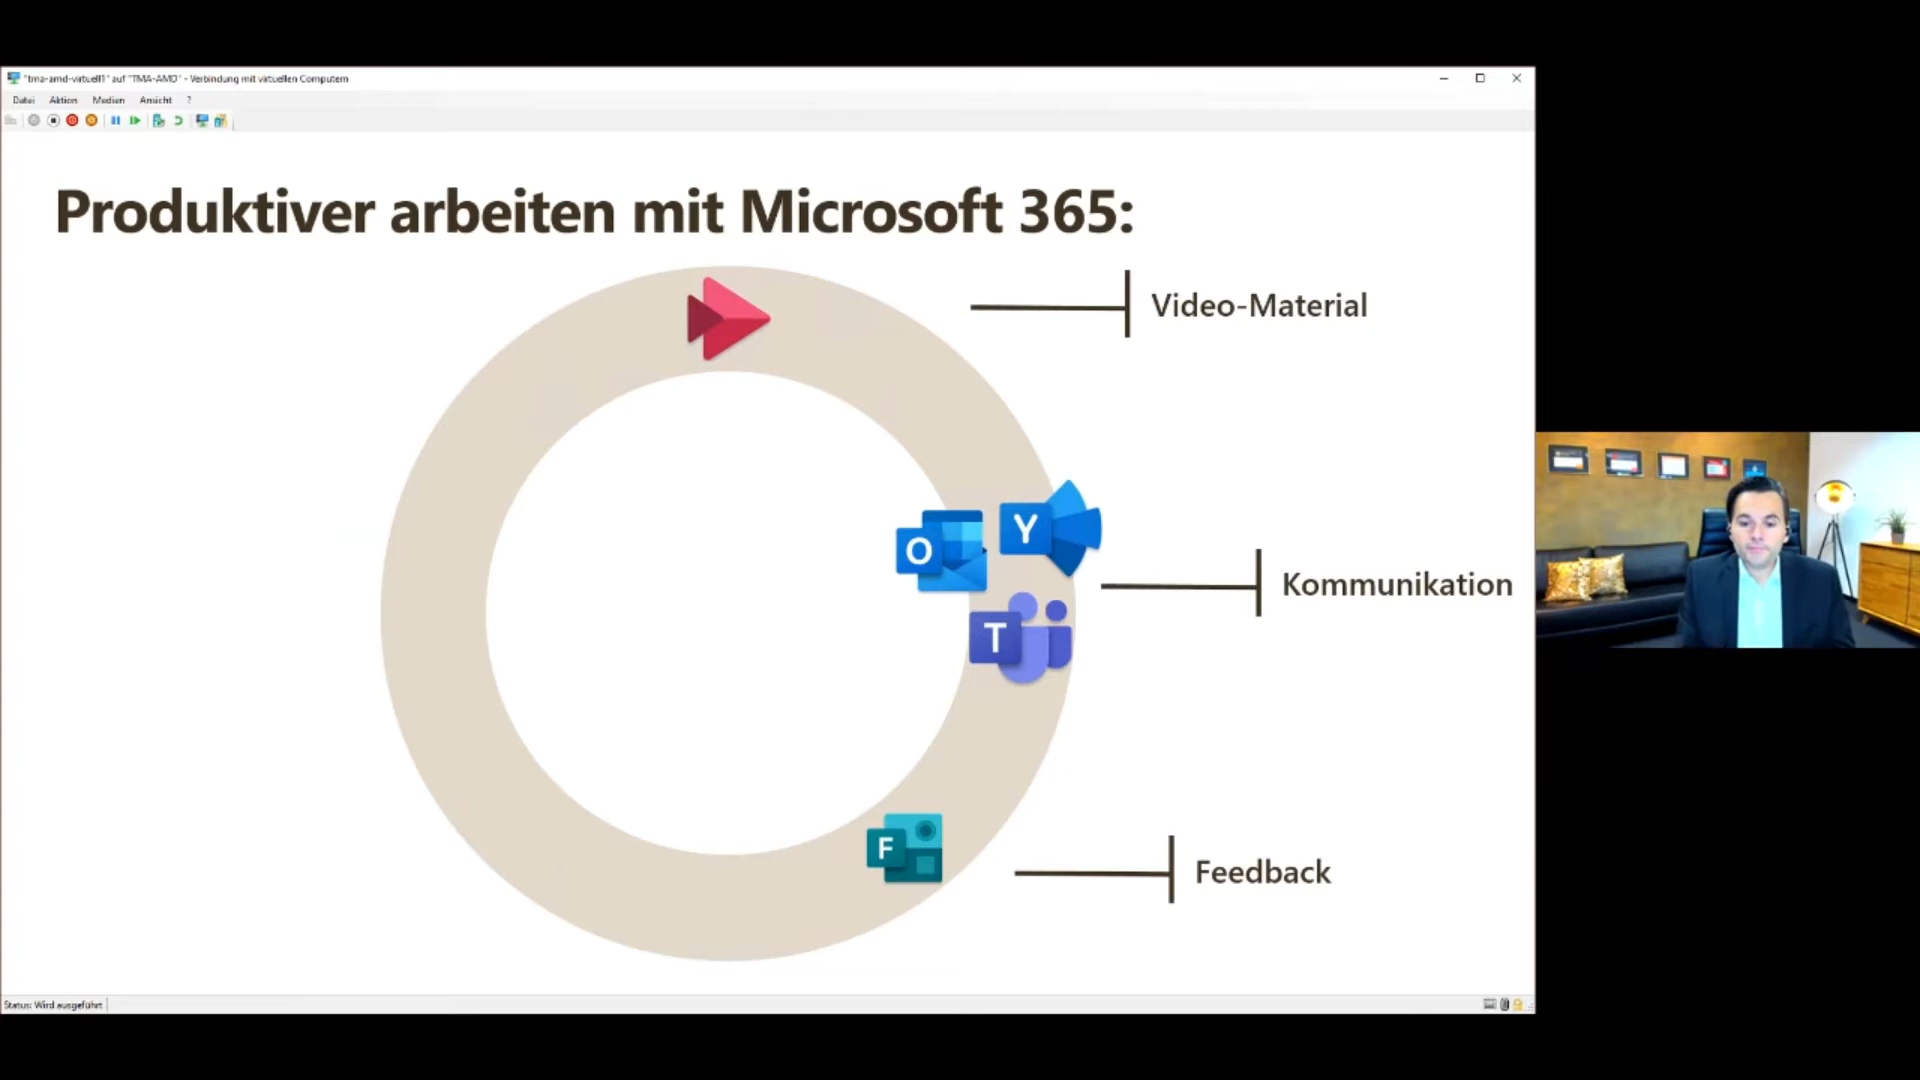 "tma-amd-virtuell1" auf "TMA-AMD" - Verbindung mit virtuellen Computern
Datei Aktion Medien Ansicht ?
Produktiver arbeiten mit Microsoft 365:
Video-Material
Y
O
Kommunikation
T
F
Feedback
Status: Wird ausgeführt